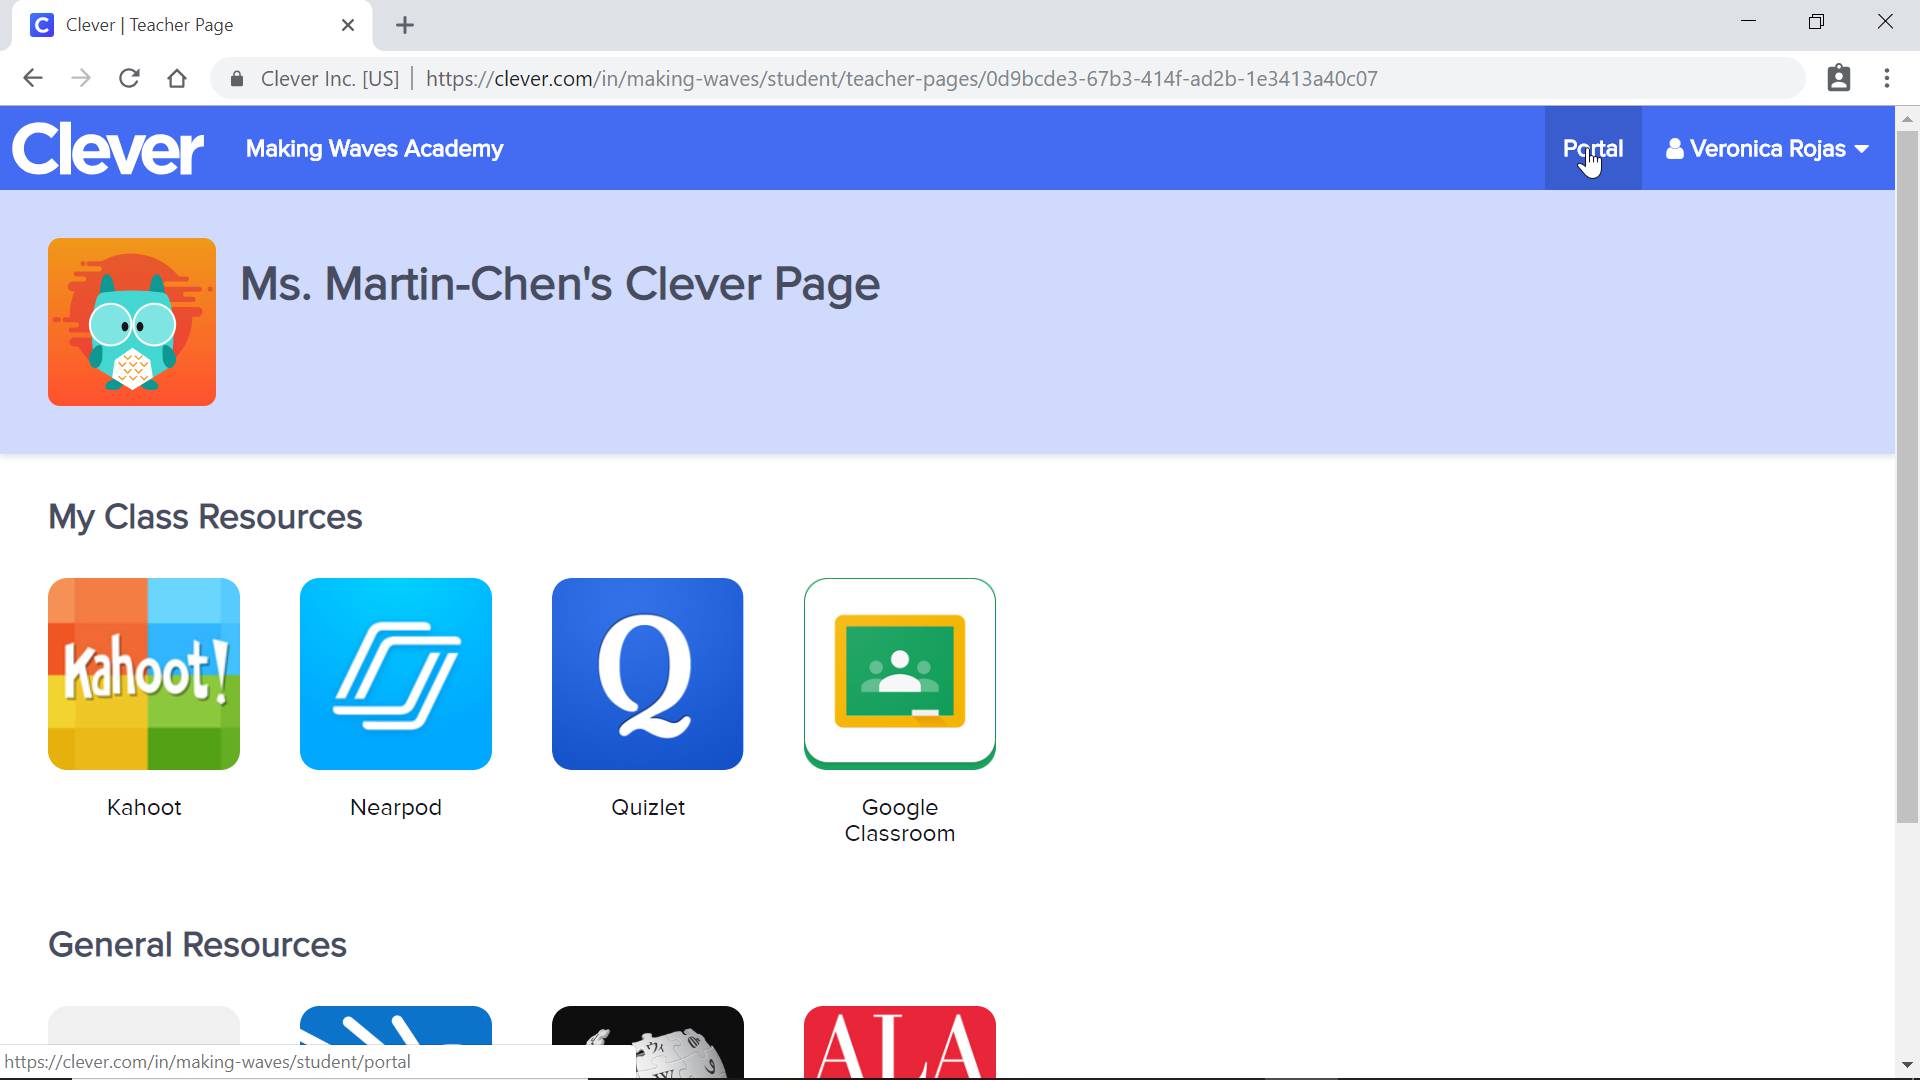 Clever | Teacher Page
Clever Inc. [US] | https://clever.com/in/making-waves/student/teacher-pages/0d9bcde3-67b3-414f-ad2b-1e3413a40c07
Clever
Making Waves Academy
Portal
Veronica Rojas
Ms. Martin-Chen's Clever Page
My Class Resources
Kahoot!
Q
Kahoot
Nearpod
Quizlet
Google
Classroom
General Resources
ALA
https://clever.com/in/making-waves/student/portal